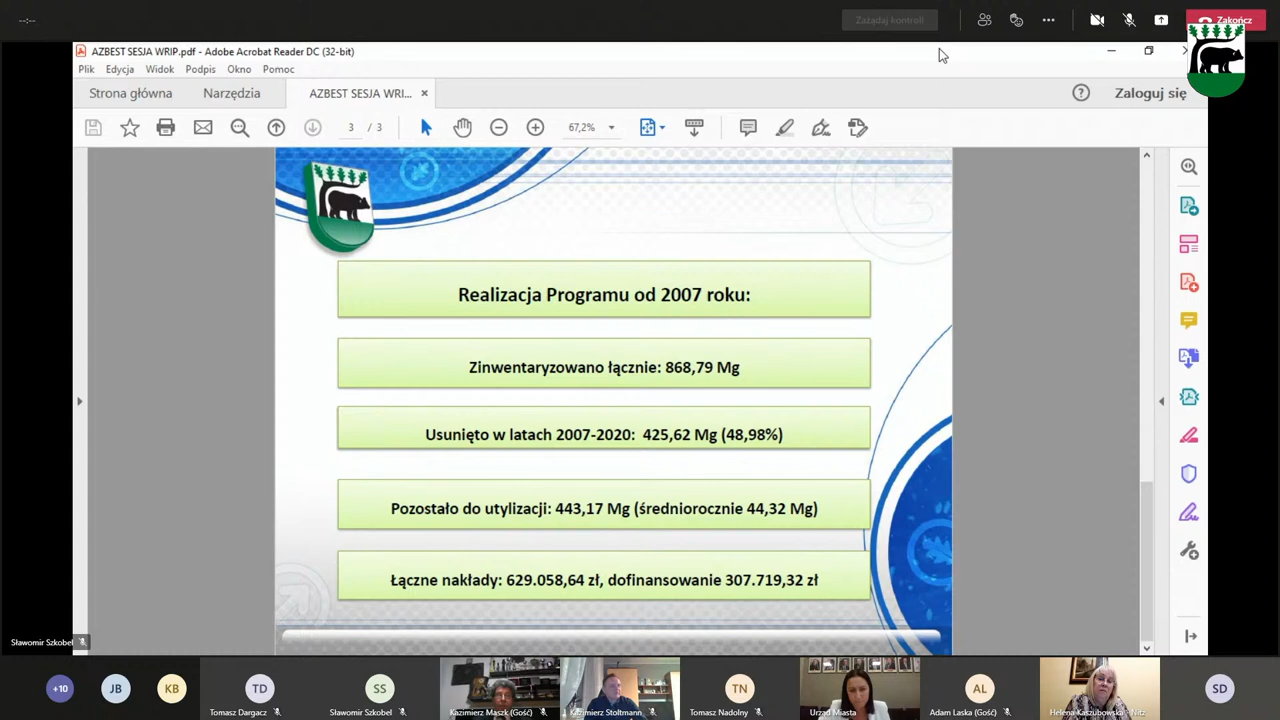 --:--
Zażądaj kontroli
Zakończ
AZBEST SESJA WRIP.pdf - Adobe Acrobat Reader DC (32-bit)
Plik Edycja Widok Podpis Okno Pomoc
Strona główna Narzędzia AZBEST SESJA WRI... ×
Zaloguj się
3 / 3 67,2%
Realizacja Programu od 2007 roku:
Zinwentaryzowano łącznie: 868,79 Mg
Usunięto w latach 2007-2020: 425,62 Mg (48,98%)
Pozostało do utylizacji: 443,17 Mg (średniorocznie 44,32 Mg)
Łączne nakłady: 629.058,64 zł, dofinansowanie 307.719,32 zł
Sławomir Szkobel
+10 JB KB TD SS TN AL SD
Tomasz Dargacz Sławomir Szkobel Kazimierz Maszk (Gość) Kazimierz Stoltmann Tomasz Nadolny Urząd Miasta Adam Laska (Gość) Helena Kaszubowska - Nitz